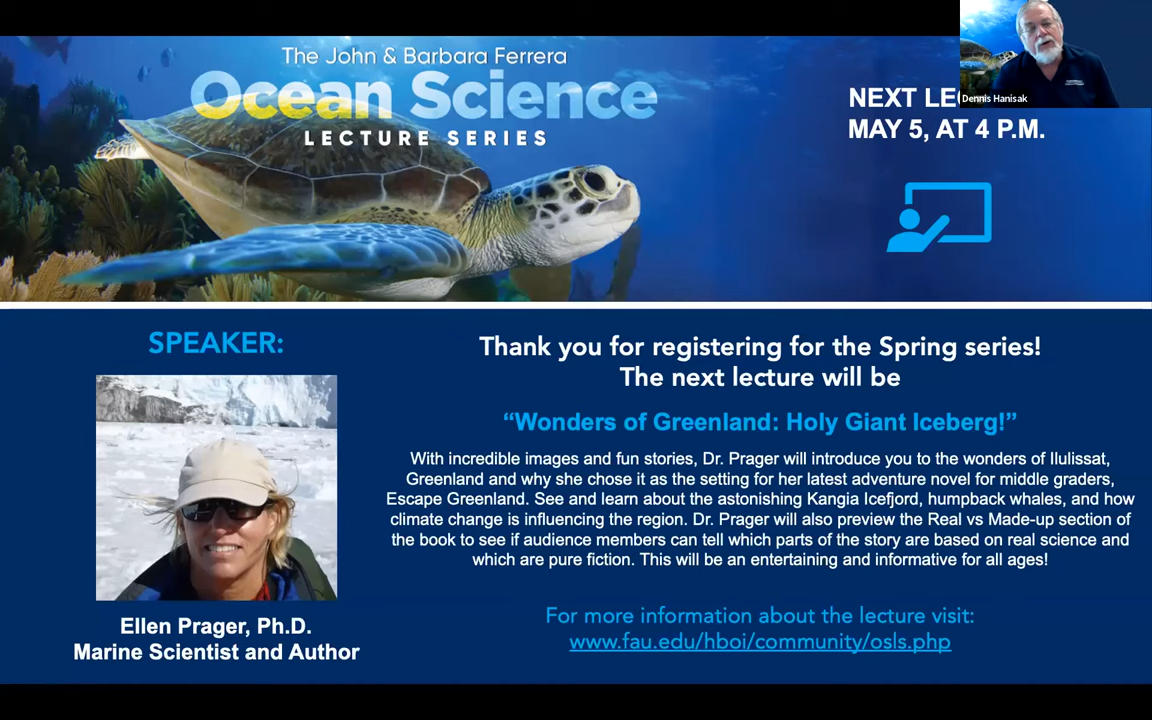 The John & Barbara Ferrera
Ocean Science
LECTURE SERIES
NEXT LEC
MAY 5, AT 4 P.M.
Dennis Hanisak
SPEAKER:
Ellen Prager, Ph.D.
Marine Scientist and Author
Thank you for registering for the Spring series!
The next lecture will be
“Wonders of Greenland: Holy Giant Iceberg!”
With incredible images and fun stories, Dr. Prager will introduce you to the wonders of Ilulissat,
Greenland and why she chose it as the setting for her latest adventure novel for middle graders,
Escape Greenland. See and learn about the astonishing Kangia Icefjord, humpback whales, and how
climate change is influencing the region. Dr. Prager will also preview the Real vs Made-up section of
the book to see if audience members can tell which parts of the story are based on real science and
which are pure fiction. This will be an entertaining and informative for all ages!
For more information about the lecture visit:
www.fau.edu/hboi/community/osls.php